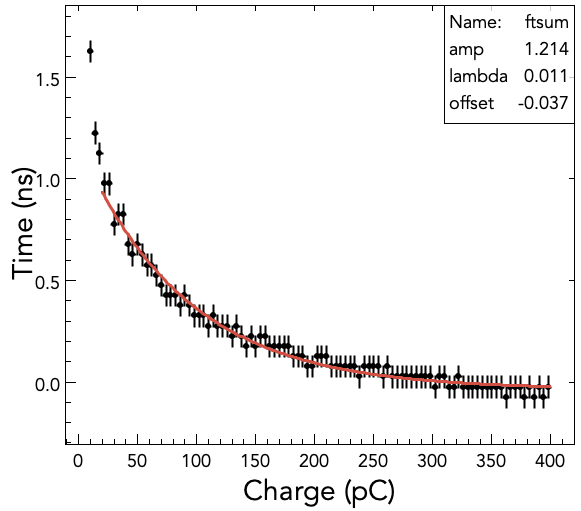 Name: ftsum
amp 1.214
lambda 0.011
offset -0.037
1.5
1.0
0.5
0.0
Time (ns)
0 50 100 150 200 250 300 350 400
Charge (pC)